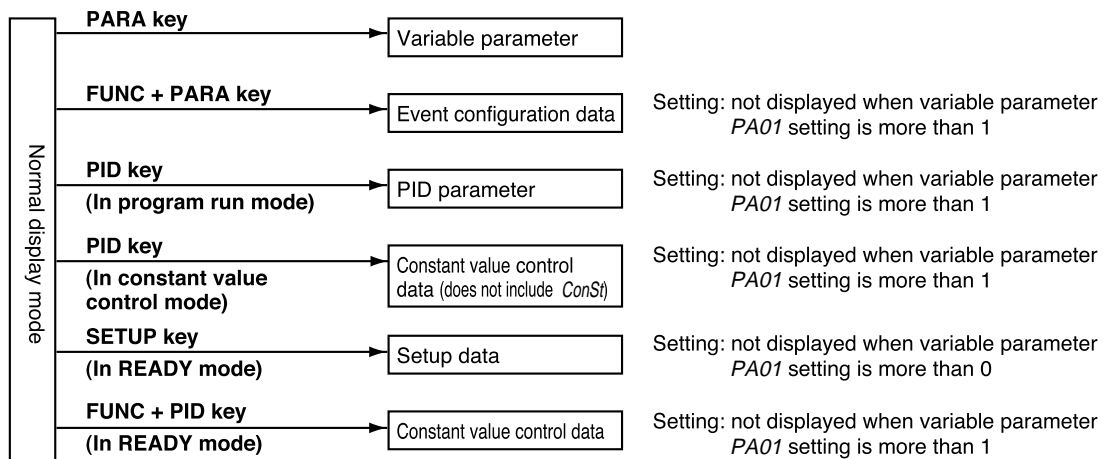 Normal display mode
PARA key
Variable parameter
FUNC + PARA key
Event configuration data
Setting: not displayed when variable parameter
PA01 setting is more than 1
PID key
(In program run mode)
PID parameter
Setting: not displayed when variable parameter
PA01 setting is more than 1
PID key
(In constant value
control mode)
Constant value control
data (does not include ConSt)
Setting: not displayed when variable parameter
PA01 setting is more than 1
SETUP key
(In READY mode)
Setup data
Setting: not displayed when variable parameter
PA01 setting is more than 0
FUNC + PID key
(In READY mode)
Constant value control data
Setting: not displayed when variable parameter
PA01 setting is more than 1